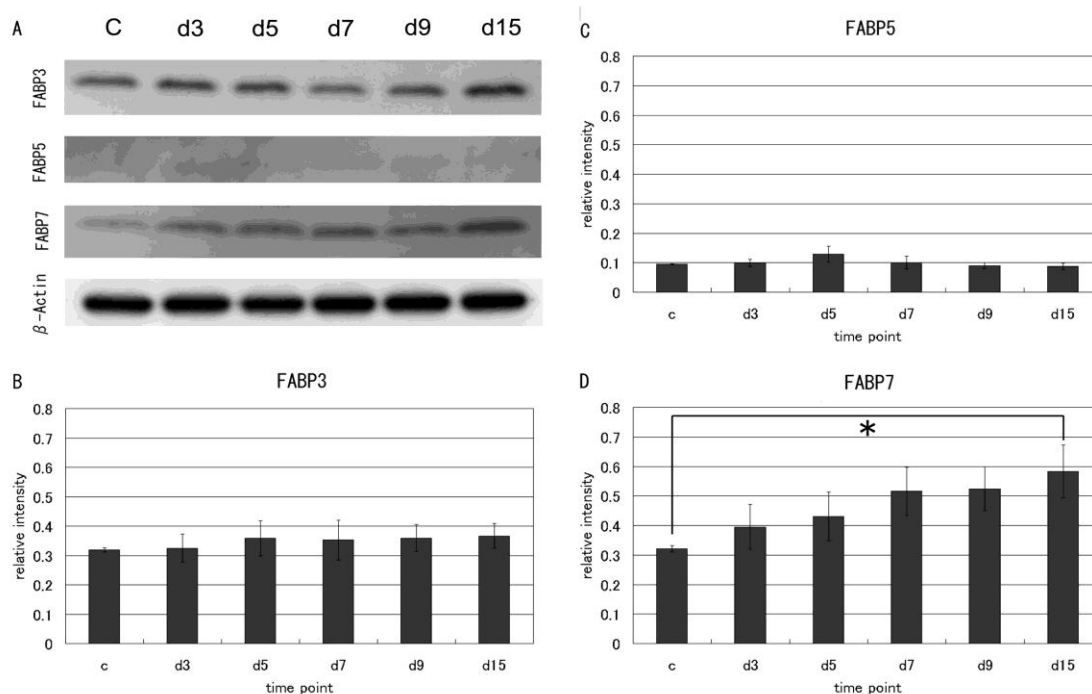 A
C d3 d5 d7 d9 d15
FABP3
FABP5
FABP7
β-Actin
B
FABP3
relative intensity
0.8
0.7
0.6
0.5
0.4
0.3
0.2
0.1
0
c d3 d5 d7 d9 d15
time point
C
FABP5
relative intensity
0.8
0.7
0.6
0.5
0.4
0.3
0.2
0.1
0
c d3 d5 d7 d9 d15
time point
D
FABP7
relative intensity
0.8
0.7
0.6
0.5
0.4
0.3
0.2
0.1
0
*
c d3 d5 d7 d9 d15
time point